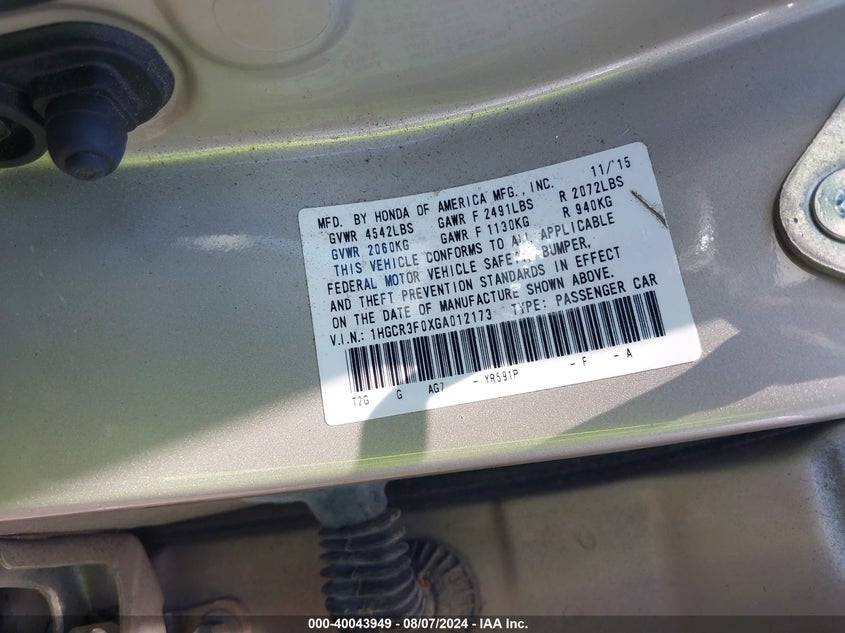 MFD. BY HONDA OF AMERICA MFG., INC. 11/'15
GVWR 4542LBS GAWR F 2491LBS R 2072LBS
GVWR 2060KG GAWR F 1130KG R 940KG
THIS VEHICLE CONFORMS TO ALL APPLICABLE
FEDERAL MOTOR VEHICLE SAFETY, BUMPER,
AND THEFT PREVENTION STANDARDS IN EFFECT
ON THE DATE OF MANUFACTURE SHOWN ABOVE.
V.I.N.: 1HGCR3F0XGA012173 TYPE: PASSENGER CAR
T2G G AG7 - YR591P - F - A
000-40043949 - 08/07/2024 - IAA Inc.